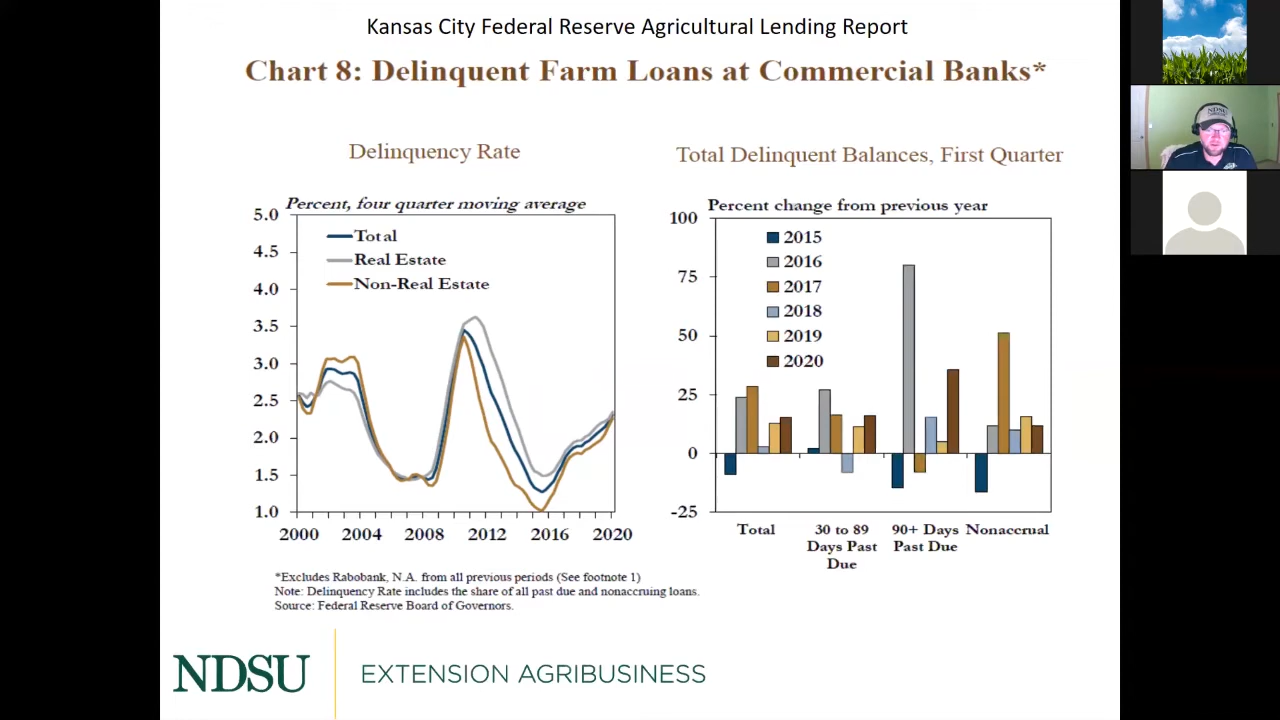 Kansas City Federal Reserve Agricultural Lending Report
Chart 8: Delinquent Farm Loans at Commercial Banks*
Delinquency Rate
Percent, four quarter moving average
5.0
4.5
4.0
3.5
3.0
2.5
2.0
1.5
1.0
Total
Real Estate
Non-Real Estate
2000 2004 2008 2012 2016 2020
Total Delinquent Balances, First Quarter
Percent change from previous year
100
75
50
25
0
-25
2015
2016
2017
2018
2019
2020
Total
30 to 89
Days Past
Due
90+ Days
Past Due
Nonaccrual
*Excludes Rabobank, N.A. from all previous periods (See footnote 1)
Note: Delinquency Rate includes the share of all past due and nonaccruing loans.
Source: Federal Reserve Board of Governors.
NDSU
EXTENSION AGRIBUSINESS
NDSU